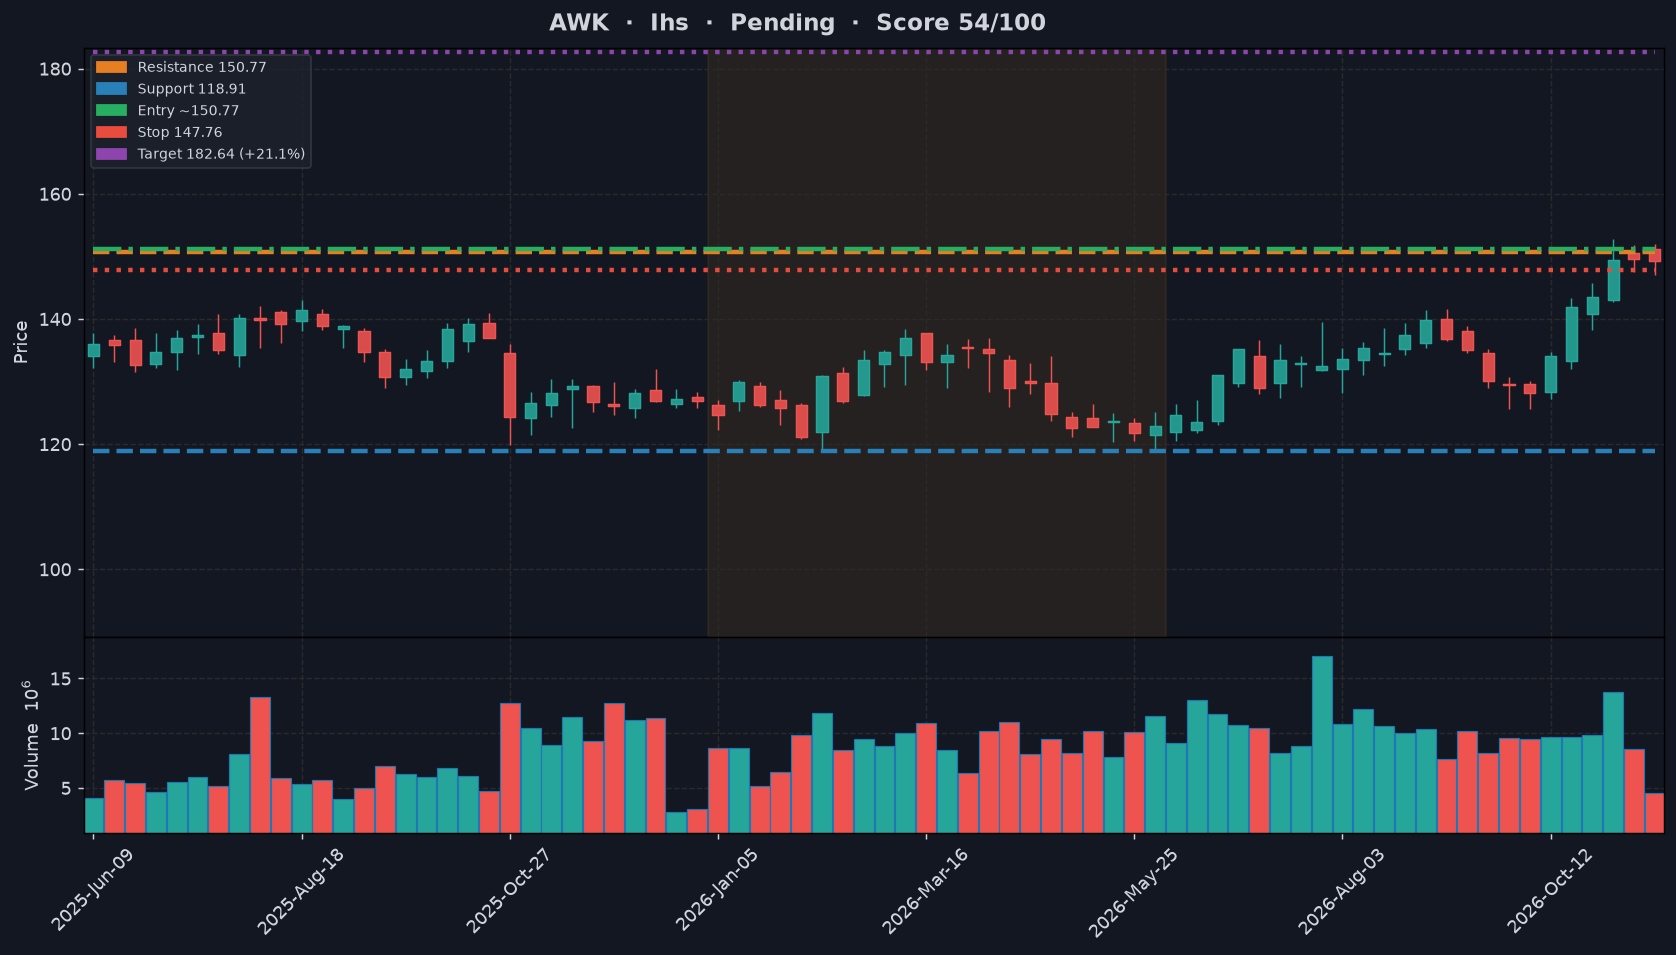 AWK · Ihs · Pending · Score 54/100
Resistance 150.77
Support 118.91
Entry ~150.77
Stop 147.76
Target 182.64 (+21.1%)
Price
180
160
140
120
100
Volume 10⁶
15
10
5
2025-Jun-09
2025-Aug-18
2025-Oct-27
2026-Jan-05
2026-Mar-16
2026-May-25
2026-Aug-03
2026-Oct-12